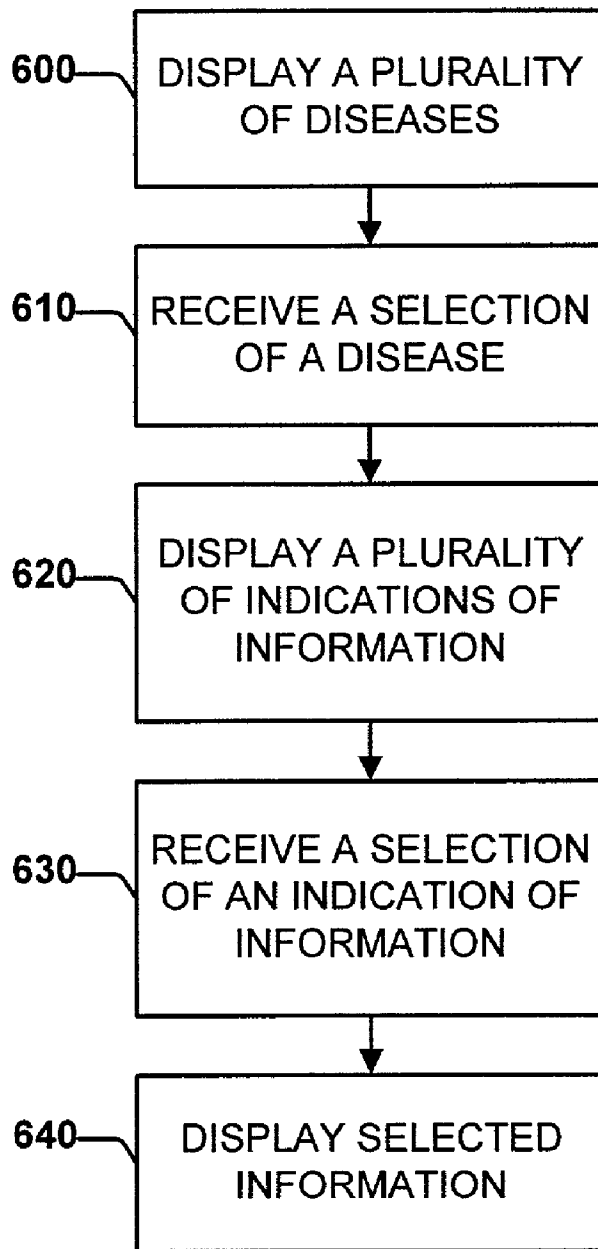 600
DISPLAY A PLURALITY
OF DISEASES
610
RECEIVE A SELECTION
OF A DISEASE
620
DISPLAY A PLURALITY
OF INDICATIONS OF
INFORMATION
630
RECEIVE A SELECTION
OF AN INDICATION OF
INFORMATION
640
DISPLAY SELECTED
INFORMATION